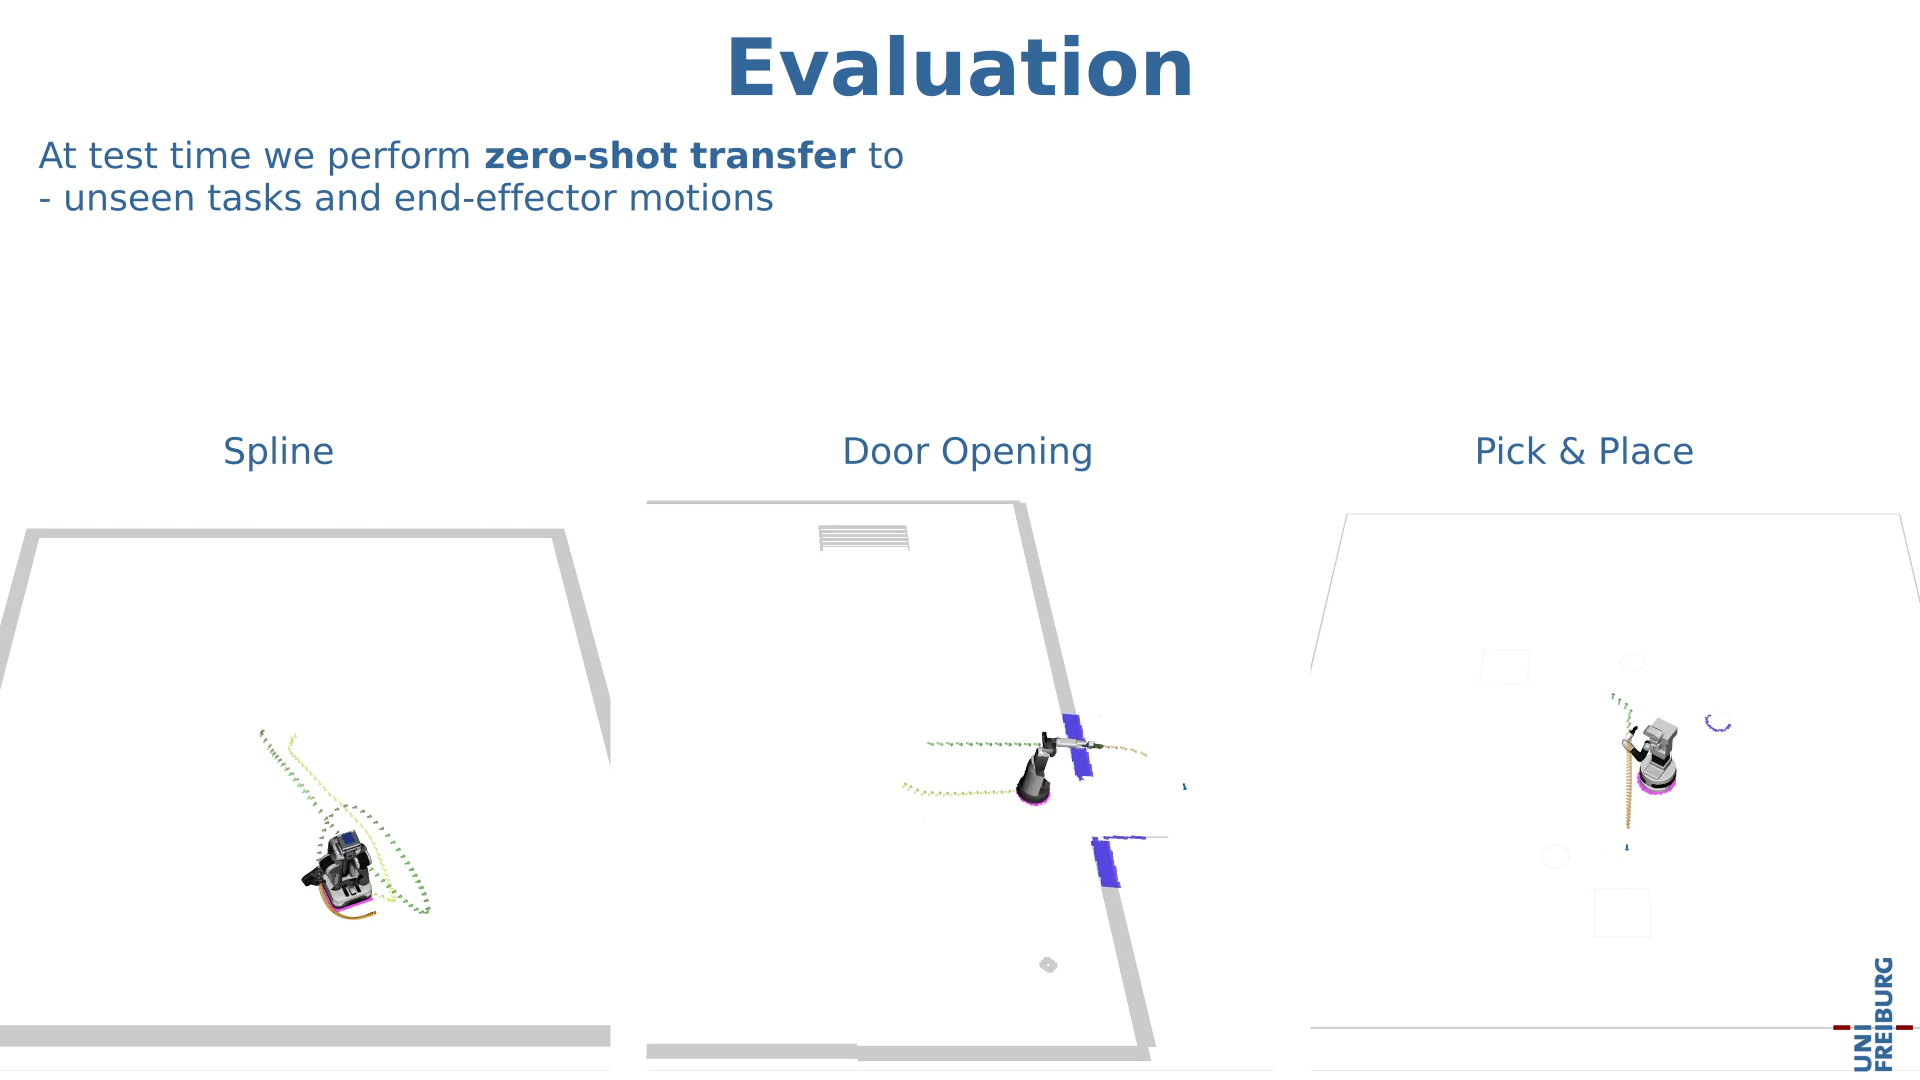 Evaluation
At test time we perform zero-shot transfer to
- unseen tasks and end-effector motions
Spline
Door Opening
Pick & Place
UNI
FREIBURG